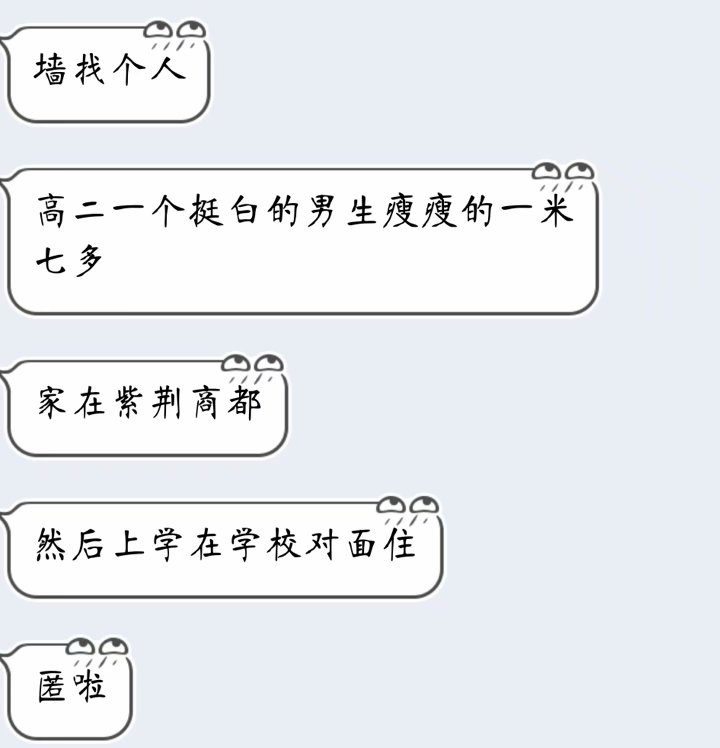 墙找个人
高二一个挺白的男生瘦瘦的一米
七多
家在紫荆商都
然后上学在学校对面住
匿啦